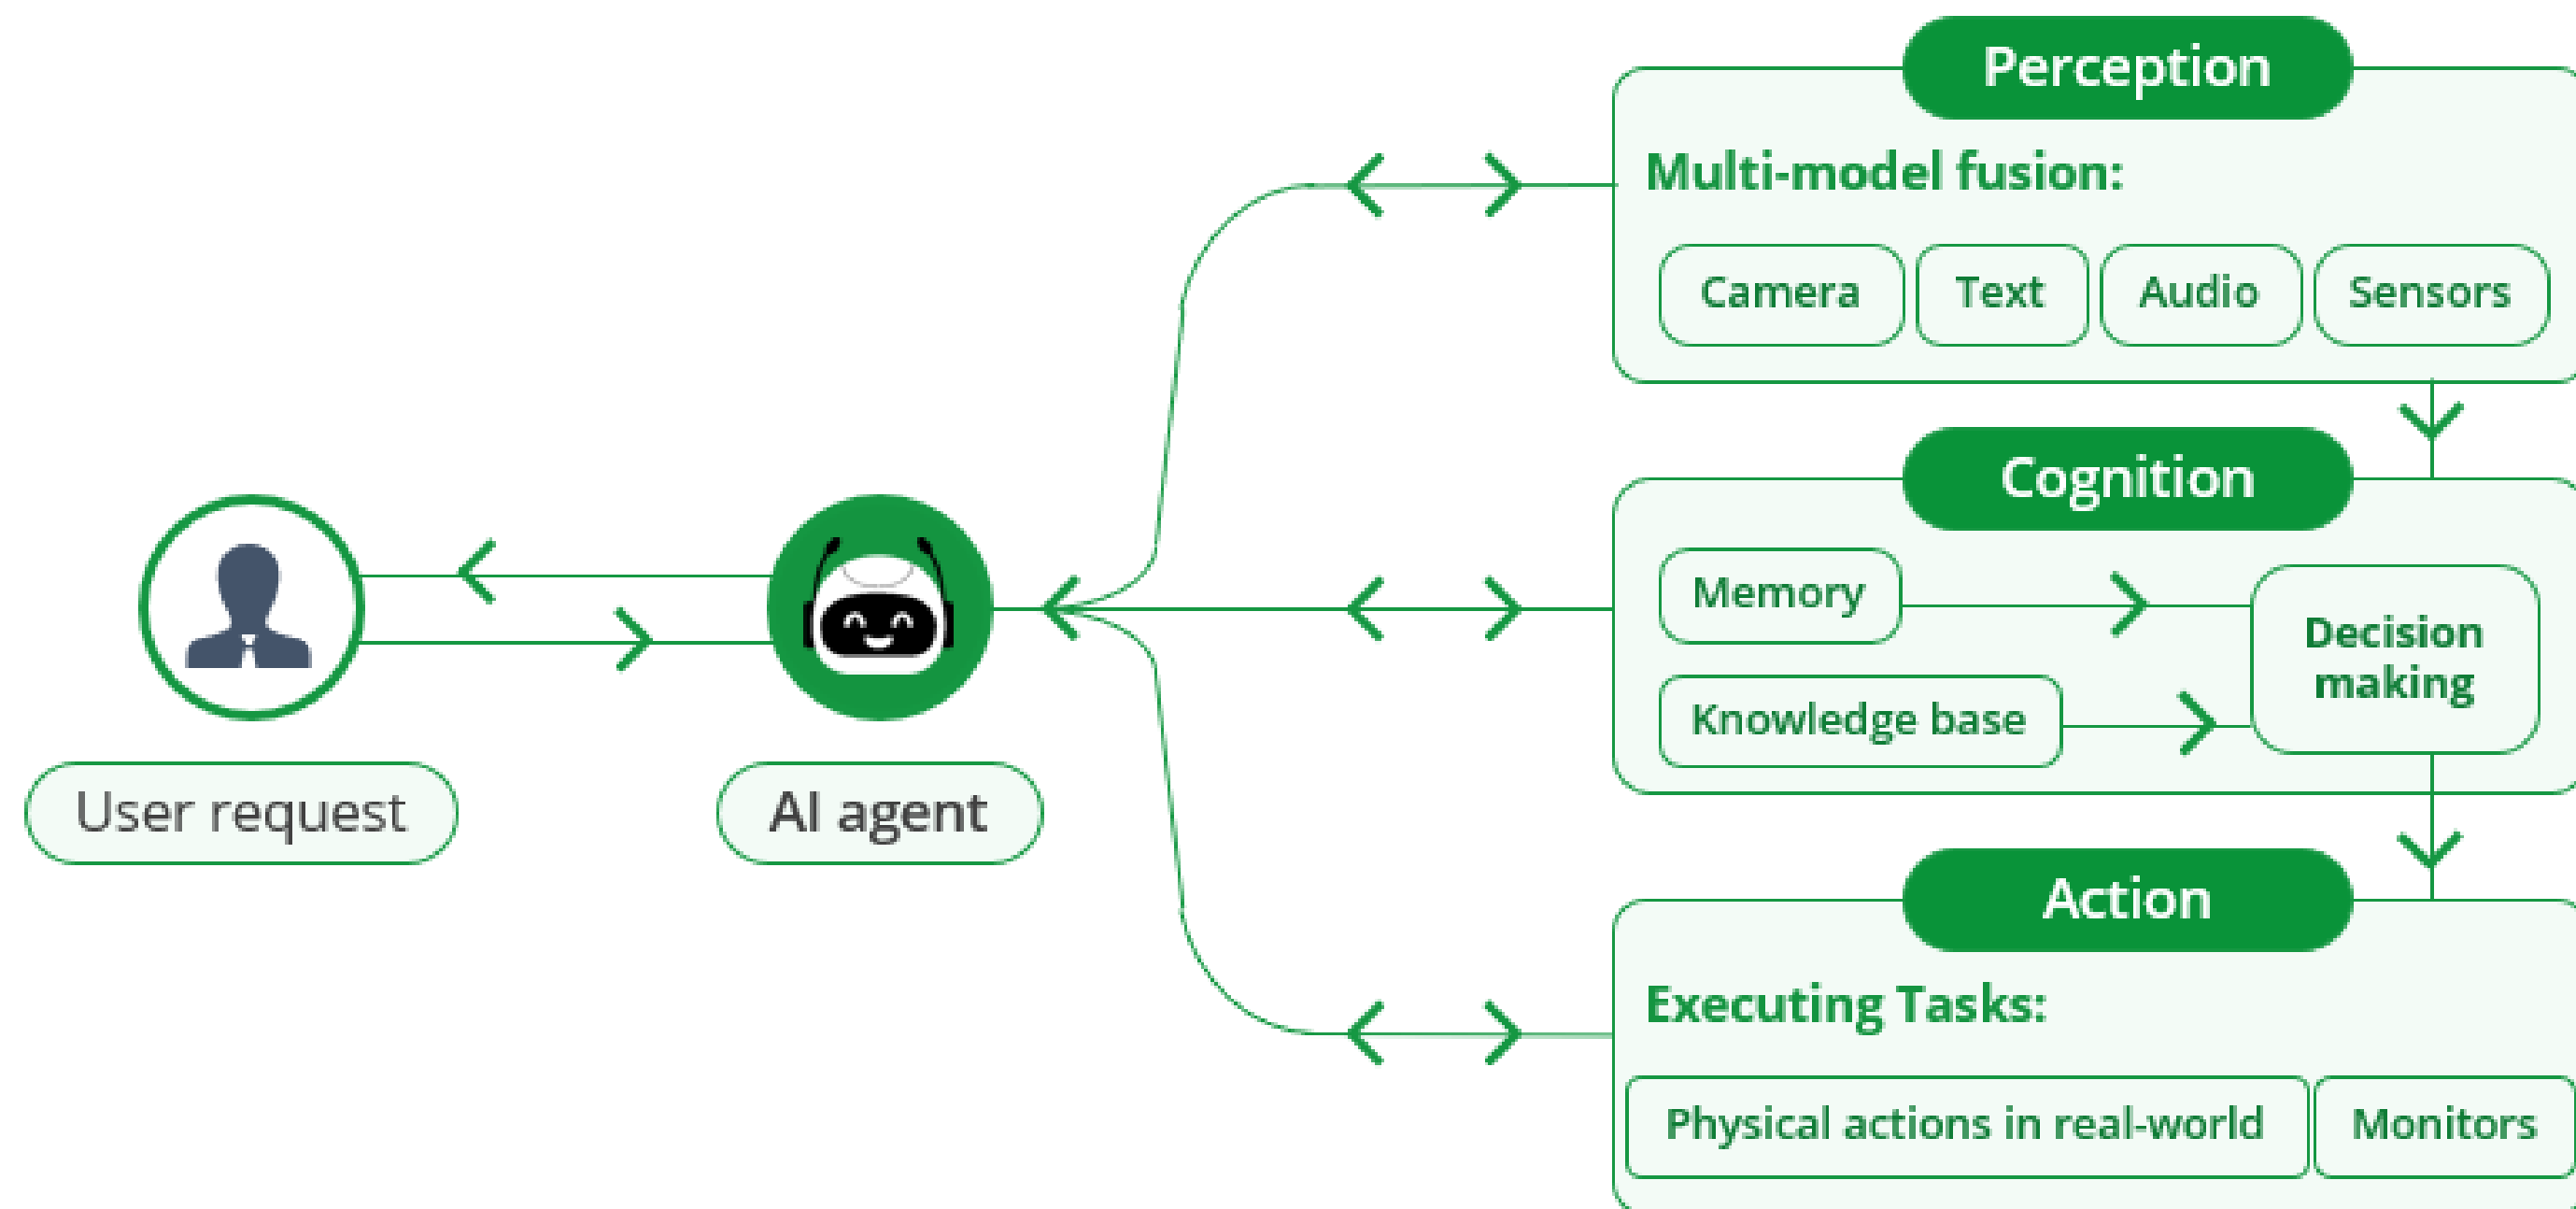 Perception
Multi-model fusion:
Camera
Text
Audio
Sensors
Cognition
Memory
Knowledge base
Decision
making
User request
AI agent
Action
Executing Tasks:
Physical actions in real-world
Monitors